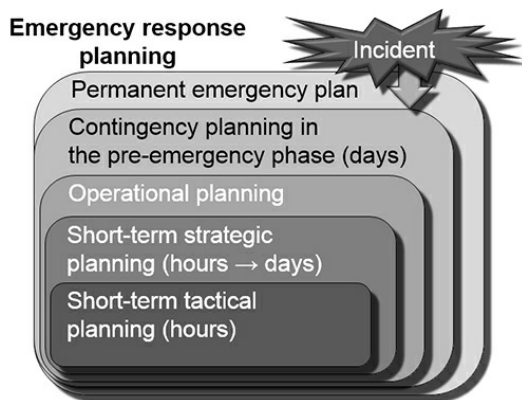 Emergency response
planning
Incident
Permanent emergency plan
Contingency planning in
the pre-emergency phase (days)
Operational planning
Short-term strategic
planning (hours → days)
Short-term tactical
planning (hours)